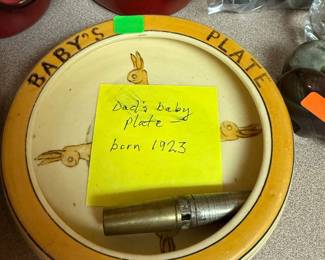 BABY'S PLATE
Dad's baby
plate —
born 1923